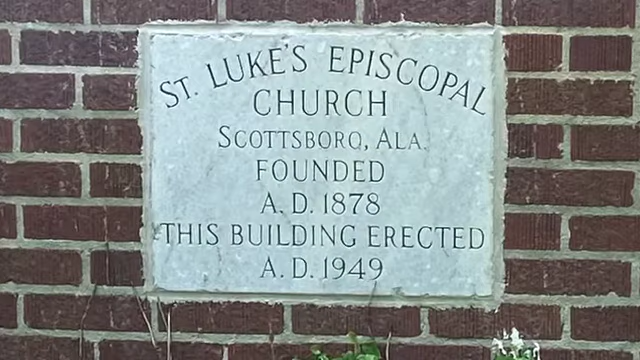 ST. LUKE'S EPISCOPAL
CHURCH
SCOTTSBORO, ALA.
FOUNDED
A.D. 1878
THIS BUILDING ERECTED
A.D. 1949